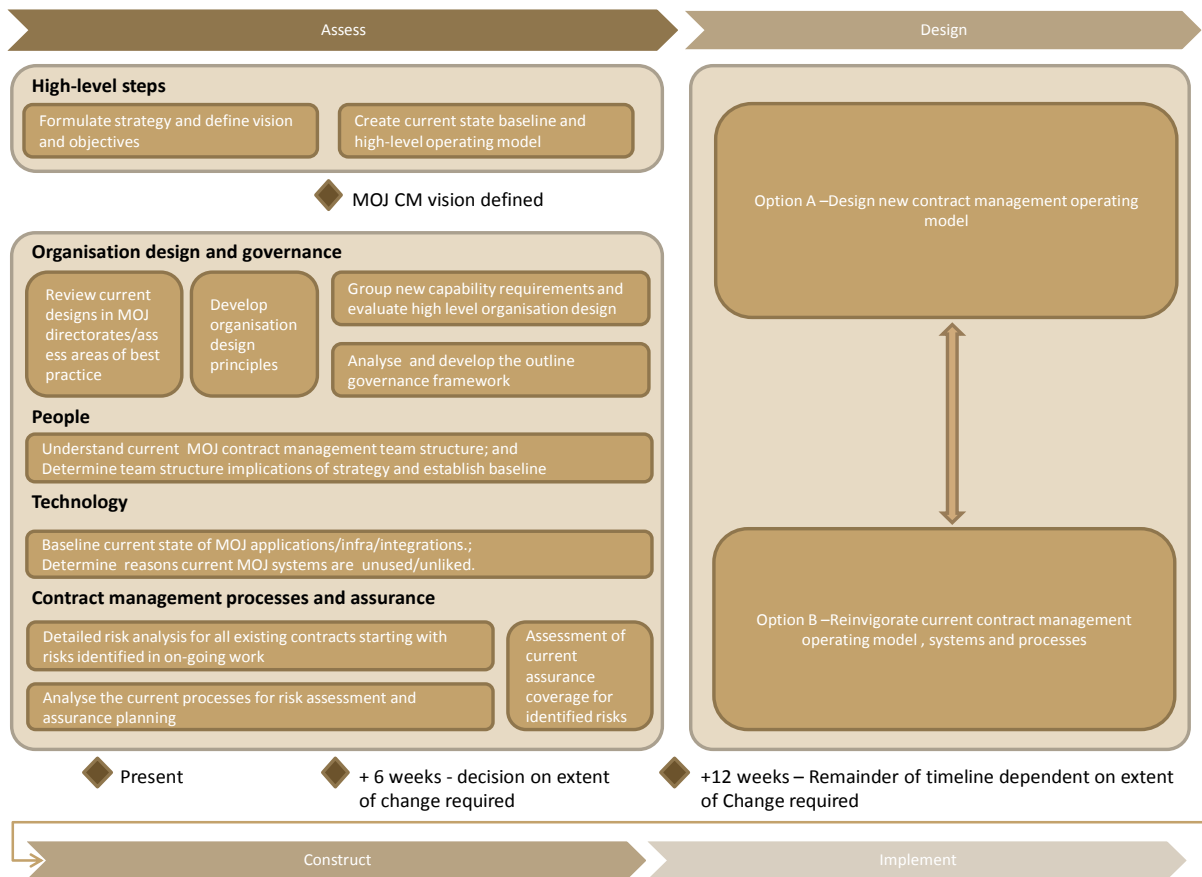 Assess
Design
High-level steps
Formulate strategy and define vision
and objectives
Create current state baseline and
high-level operating model
MOJ CM vision defined
Organisation design and governance
Review current
designs in MOJ
directorates/ass
ess areas of best
practice
Develop
organisation
design
principles
Group new capability requirements and
evaluate high level organisation design
Analyse  and develop the outline
governance framework
People
Understand current  MOJ contract management team structure; and
Determine team structure implications of strategy and establish baseline
Technology
Baseline current state of MOJ applications/infra/integrations.;
Determine  reasons current MOJ systems are  unused/unliked.
Contract management processes and assurance
Detailed risk analysis for all existing contracts starting with
risks identified in on-going work
Analyse the current processes for risk assessment and
assurance planning
Assessment of
current
assurance
coverage for
identified risks
Option A –Design new contract management operating
model
Option B –Reinvigorate current contract management
operating model , systems and processes
Present
+ 6 weeks - decision on extent
of change required
+12 weeks – Remainder of timeline dependent on extent
of Change required
Construct
Implement